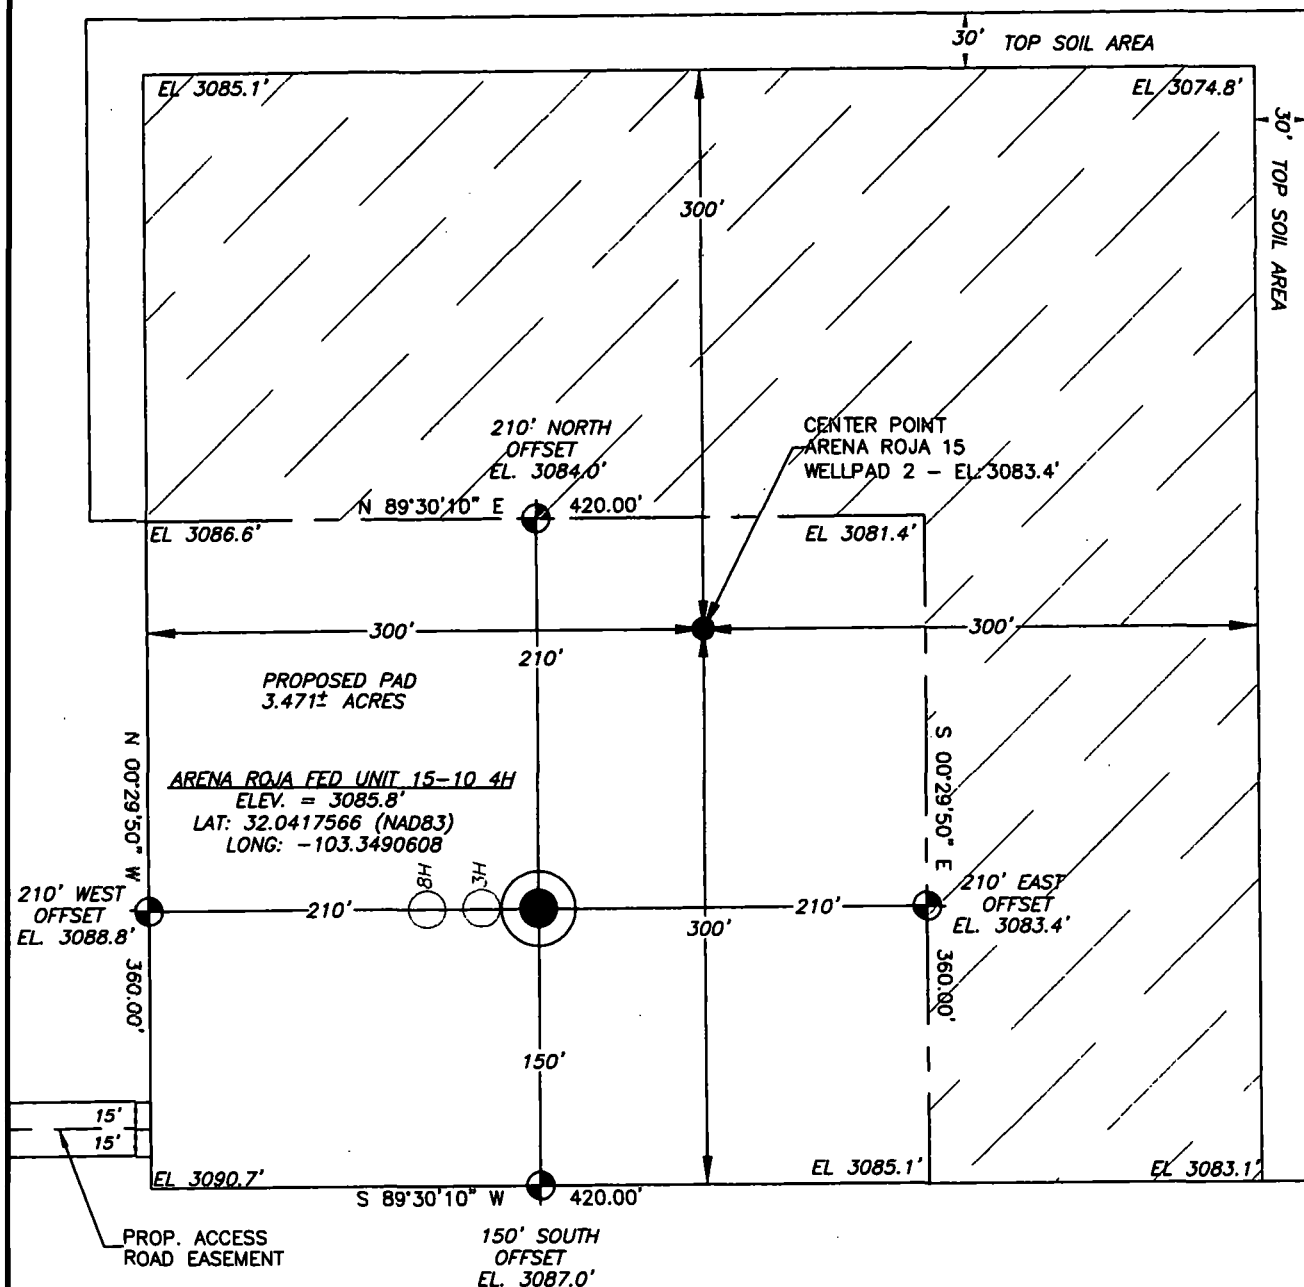 30' TOP SOIL AREA
EL 3085.1'
EL 3074.8'
30' TOP SOIL AREA
300'
CENTER POINT
ARENA ROJA 15
WELLPAD 2 - EL: 3083.4'
210' NORTH
OFFSET
EL. 3084.0'
N 89°30'10" E 420.00'
EL 3086.6'
EL 3081.4'
300'
300'
210'
PROPOSED PAD
3.471± ACRES
N 00°29'50" W 360.00'
S 00°29'50" E 360.00'
ARENA ROJA FED UNIT 15-10 4H
ELEV. = 3085.8'
LAT: 32.0417566 (NAD83)
LONG: -103.3490608
8H
3H
210' WEST
OFFSET
EL. 3088.8'
210'
210'
210' EAST
OFFSET
EL. 3083.4'
300'
150'
15'
15'
EL 3090.7'
EL 3085.1'
EL 3083.1'
S 89°30'10" W 420.00'
PROP. ACCESS
ROAD EASEMENT
150' SOUTH
OFFSET
EL. 3087.0'